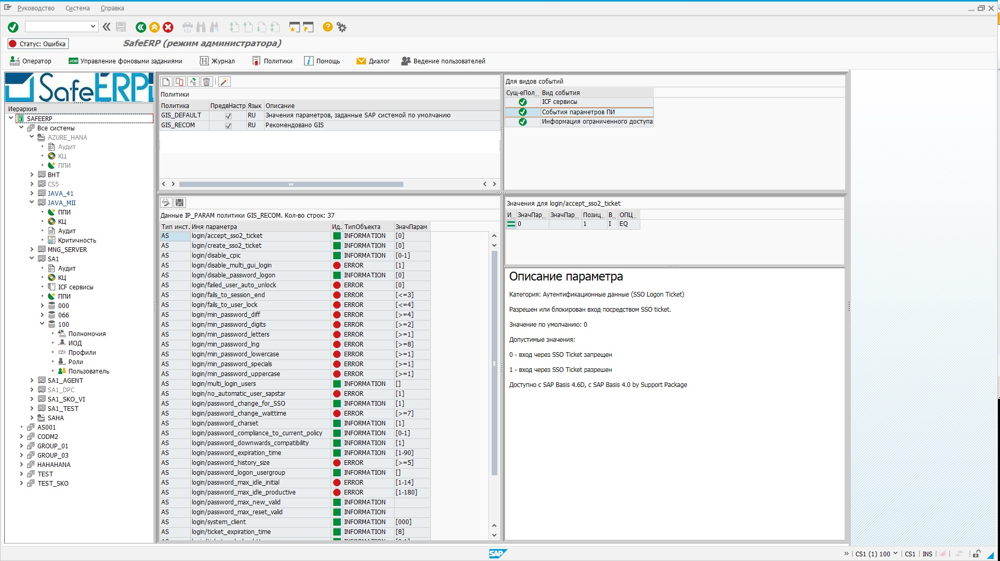 Руководство Система Справка
Статус: Ошибка SafeERP (режим администратора)
Оператор JOB Управление фоновыми заданиями Журнал Политики Помощь Диалог Ведение пользователей
SafeERP
Иерархия
SAFEERP
Все системы
AZURE_HANA
Аудит
КЦ
ППИ
BHT
CS5
JAVA_41
JAVA_MII
ППИ
КЦ
Аудит
Критичность
MNG_SERVER
SA1
Аудит
КЦ
ICF сервисы
ППИ
000
066
100
Полномочия
ИОД
Профили
Роли
Пользователь
SA1_AGENT
SA1_DPC
SA1_SKO_VI
SA1_TEST
SAHA
AS001
CODM2
GROUP_01
GROUP_03
HAHAHANA
TEST
TEST_SKO
Политики
Политика ПредвНастр Язык Описание
GIS_DEFAULT RU Значения параметров, заданные SAP системой по умолчанию
GIS_RECOM RU Рекомендовано GIS
Для видов событий
Сущ-еПол... Вид события
ICF сервисы
События параметров ПИ
Информация ограниченного доступа
Данные IP_PARAM политики GIS_RECOM. Кол-во строк: 37
Тип инст. Имя параметра Ид. ТипОбъекта ЗначПарам
AS login/accept_sso2_ticket INFORMATION [0]
AS login/create_sso2_ticket INFORMATION [0]
AS login/disable_cpic INFORMATION [0-1]
AS login/disable_multi_gui_login ERROR [1]
AS login/disable_password_logon INFORMATION [0]
AS login/failed_user_auto_unlock ERROR [0]
AS login/fails_to_session_end ERROR [<=3]
AS login/fails_to_user_lock ERROR [<=4]
AS login/min_password_diff ERROR [>=4]
AS login/min_password_digits ERROR [>=2]
AS login/min_password_letters ERROR [>=1]
AS login/min_password_lng ERROR [>=8]
AS login/min_password_lowercase ERROR [>=1]
AS login/min_password_specials ERROR [>=1]
AS login/min_password_uppercase ERROR [>=1]
AS login/multi_login_users INFORMATION []
AS login/no_automatic_user_sapstar ERROR [1]
AS login/password_change_for_SSO INFORMATION [1]
AS login/password_change_waittime ERROR [>=7]
AS login/password_charset INFORMATION [1]
AS login/password_compliance_to_current_policy INFORMATION [0-1]
AS login/password_downwards_compatibility INFORMATION [1]
AS login/password_expiration_time INFORMATION [1-90]
AS login/password_history_size ERROR [>=5]
AS login/password_logon_usergroup INFORMATION []
AS login/password_max_idle_initial ERROR [1-14]
AS login/password_max_idle_productive ERROR [1-180]
AS login/password_max_new_valid INFORMATION
AS login/password_max_reset_valid INFORMATION
AS login/system_client INFORMATION [000]
AS login/ticket_expiration_time INFORMATION [8]
Значения для login/accept_sso2_ticket
И... ЗначПар... ЗначПар... Позиц... В... ОПЦ...
0 1 I EQ
Описание параметра
Категория: Аутентификационные данные (SSO Logon Ticket)
Разрешен или блокирован вход посредством SSO ticket.
Значение по умолчанию: 0
Допустимые значения:
0 - вход через SSO Ticket запрещен
1 - вход через SSO Ticket разрешен
Доступно с SAP Basis 4.6D, с SAP Basis 4.0 by Support Package
SAP CS1 (1) 100 CS1 INS